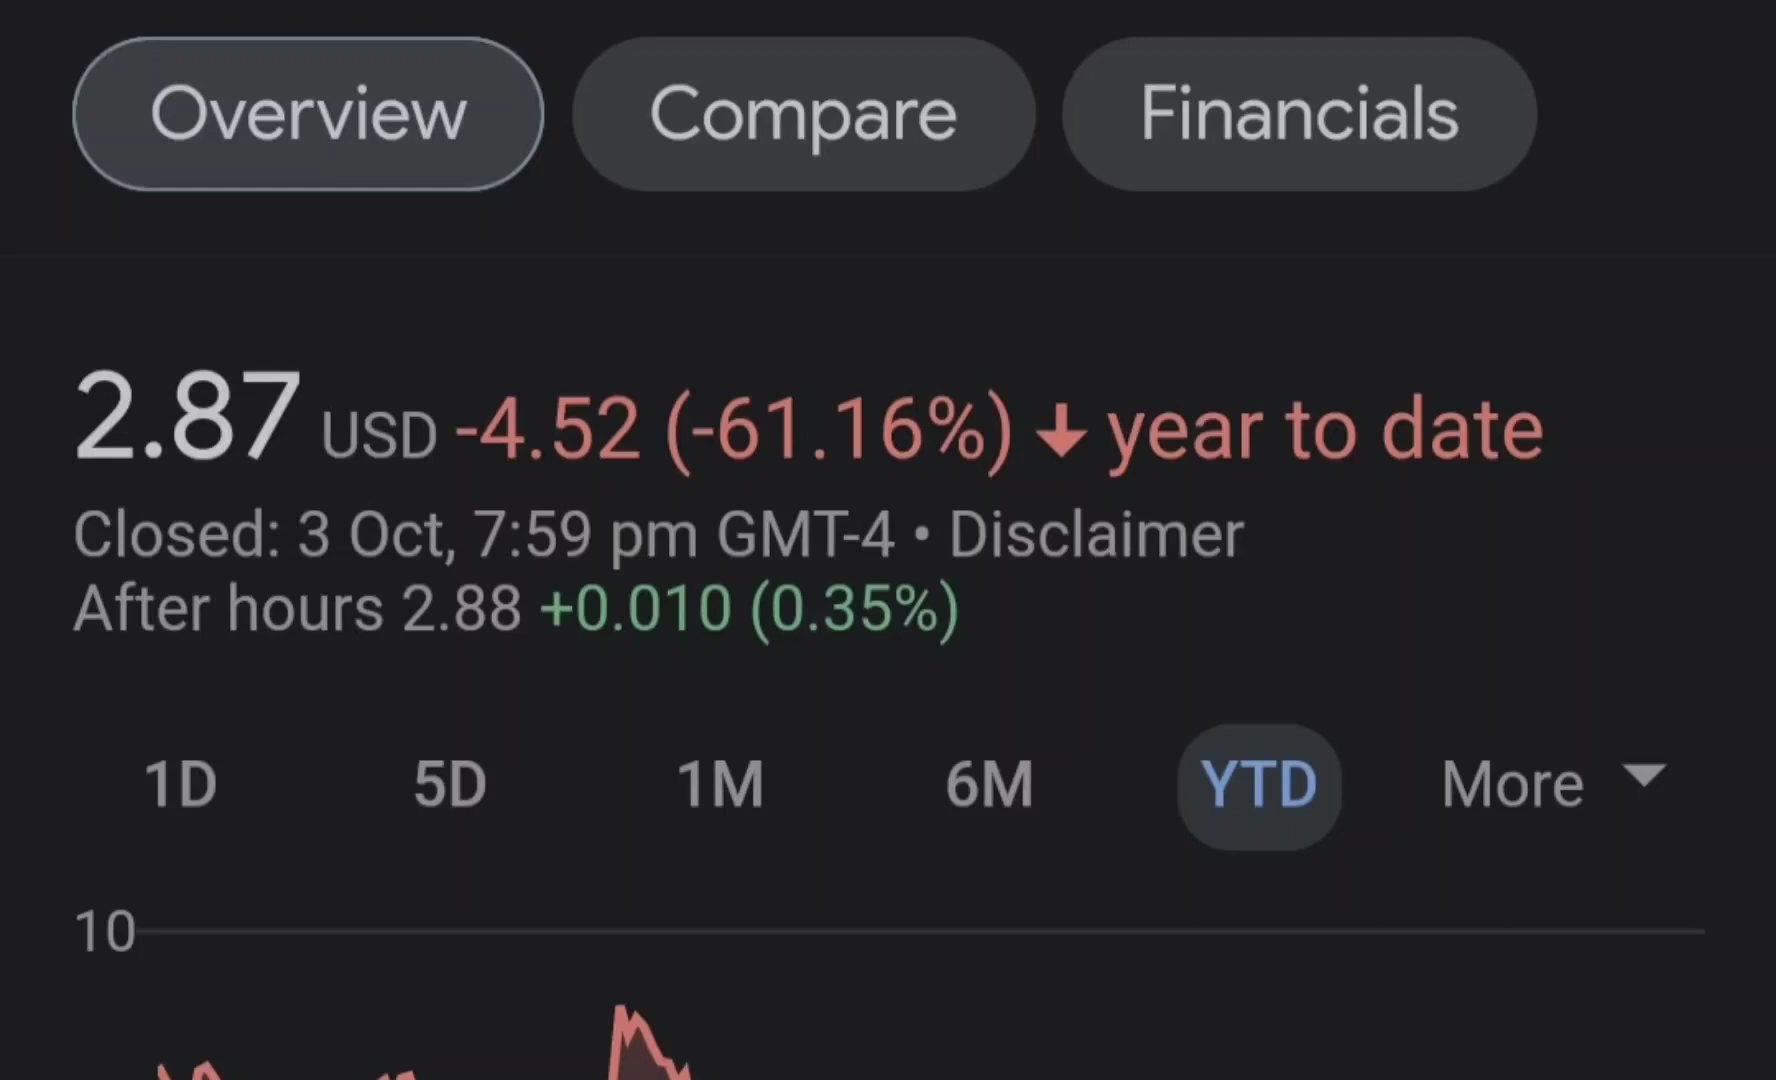 Overview Compare Financials
2.87 USD -4.52 (-61.16%) ↓ year to date
Closed: 3 Oct, 7:59 pm GMT-4 • Disclaimer
After hours 2.88 +0.010 (0.35%)
1D 5D 1M 6M YTD More
10